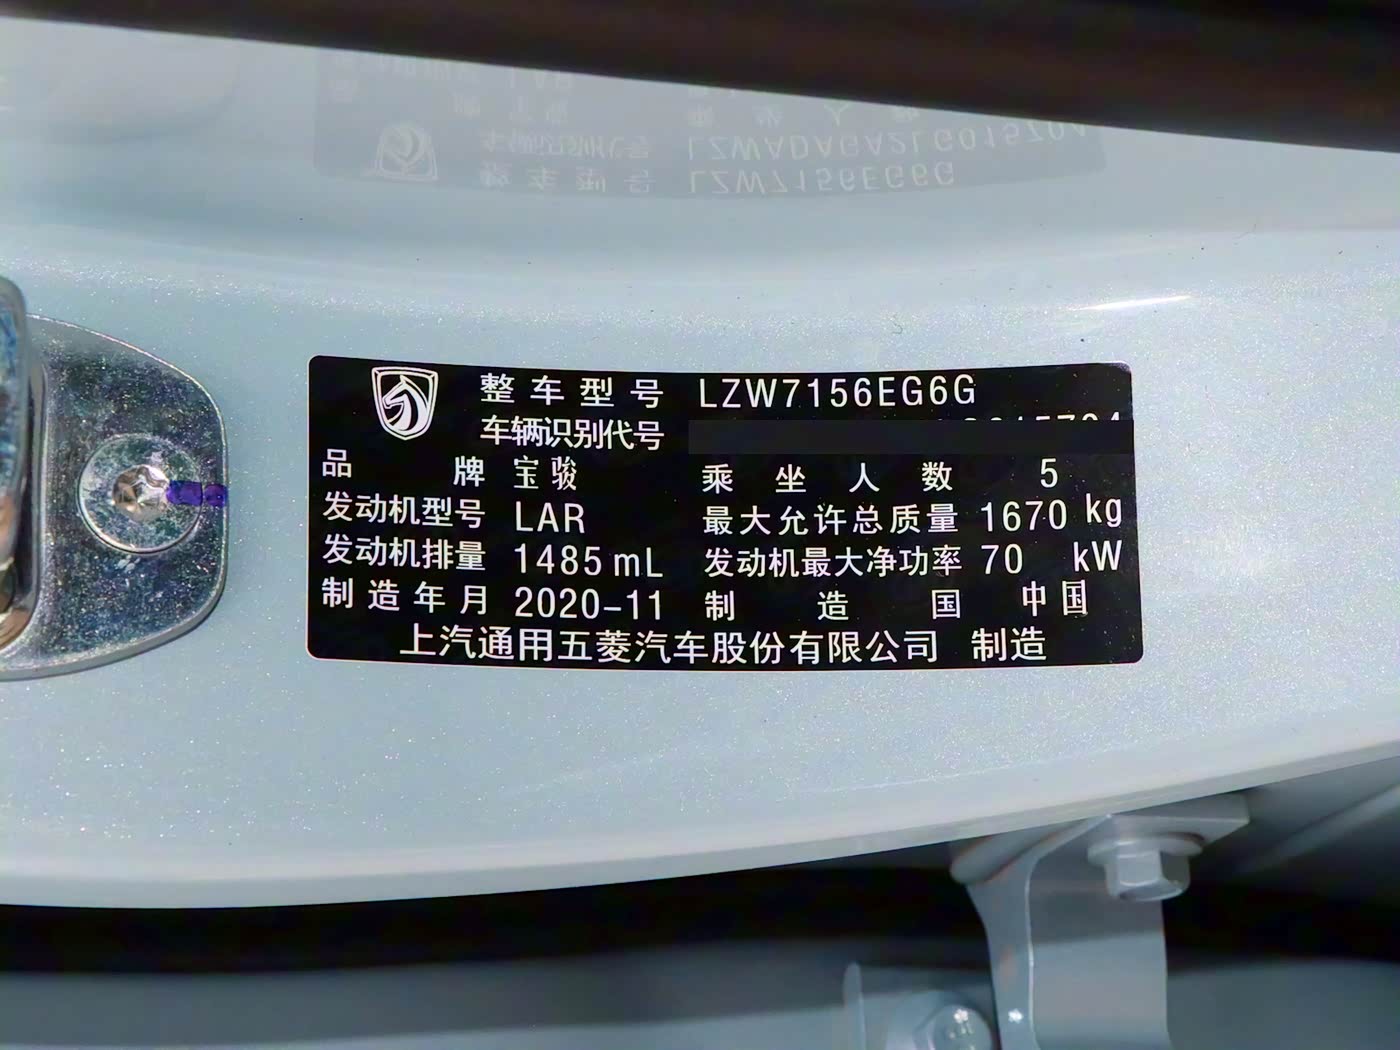 整车型号 LZW7156EG6G
车辆识别代号
品牌 宝骏 乘坐人数 5
发动机型号 LAR 最大允许总质量 1670 kg
发动机排量 1485 mL 发动机最大净功率 70 kW
制造年月 2020-11 制造国 中国
上汽通用五菱汽车股份有限公司 制造